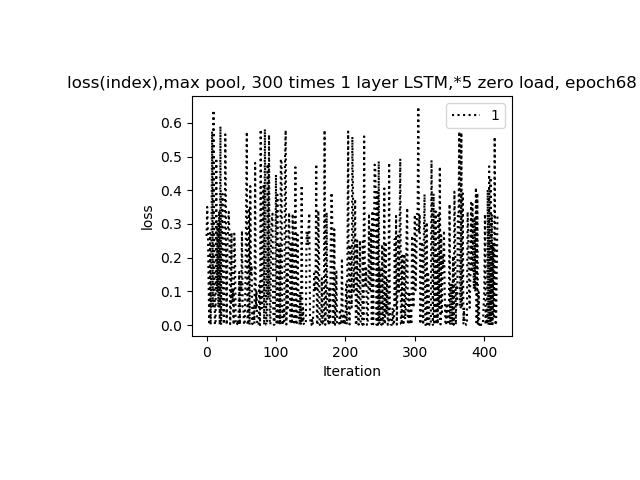 loss(index),max pool, 300 times 1 layer LSTM,*5 zero load, epoch68
1
0.6
0.5
0.4
0.3
0.2
0.1
0.0
loss
0 100 200 300 400
Iteration